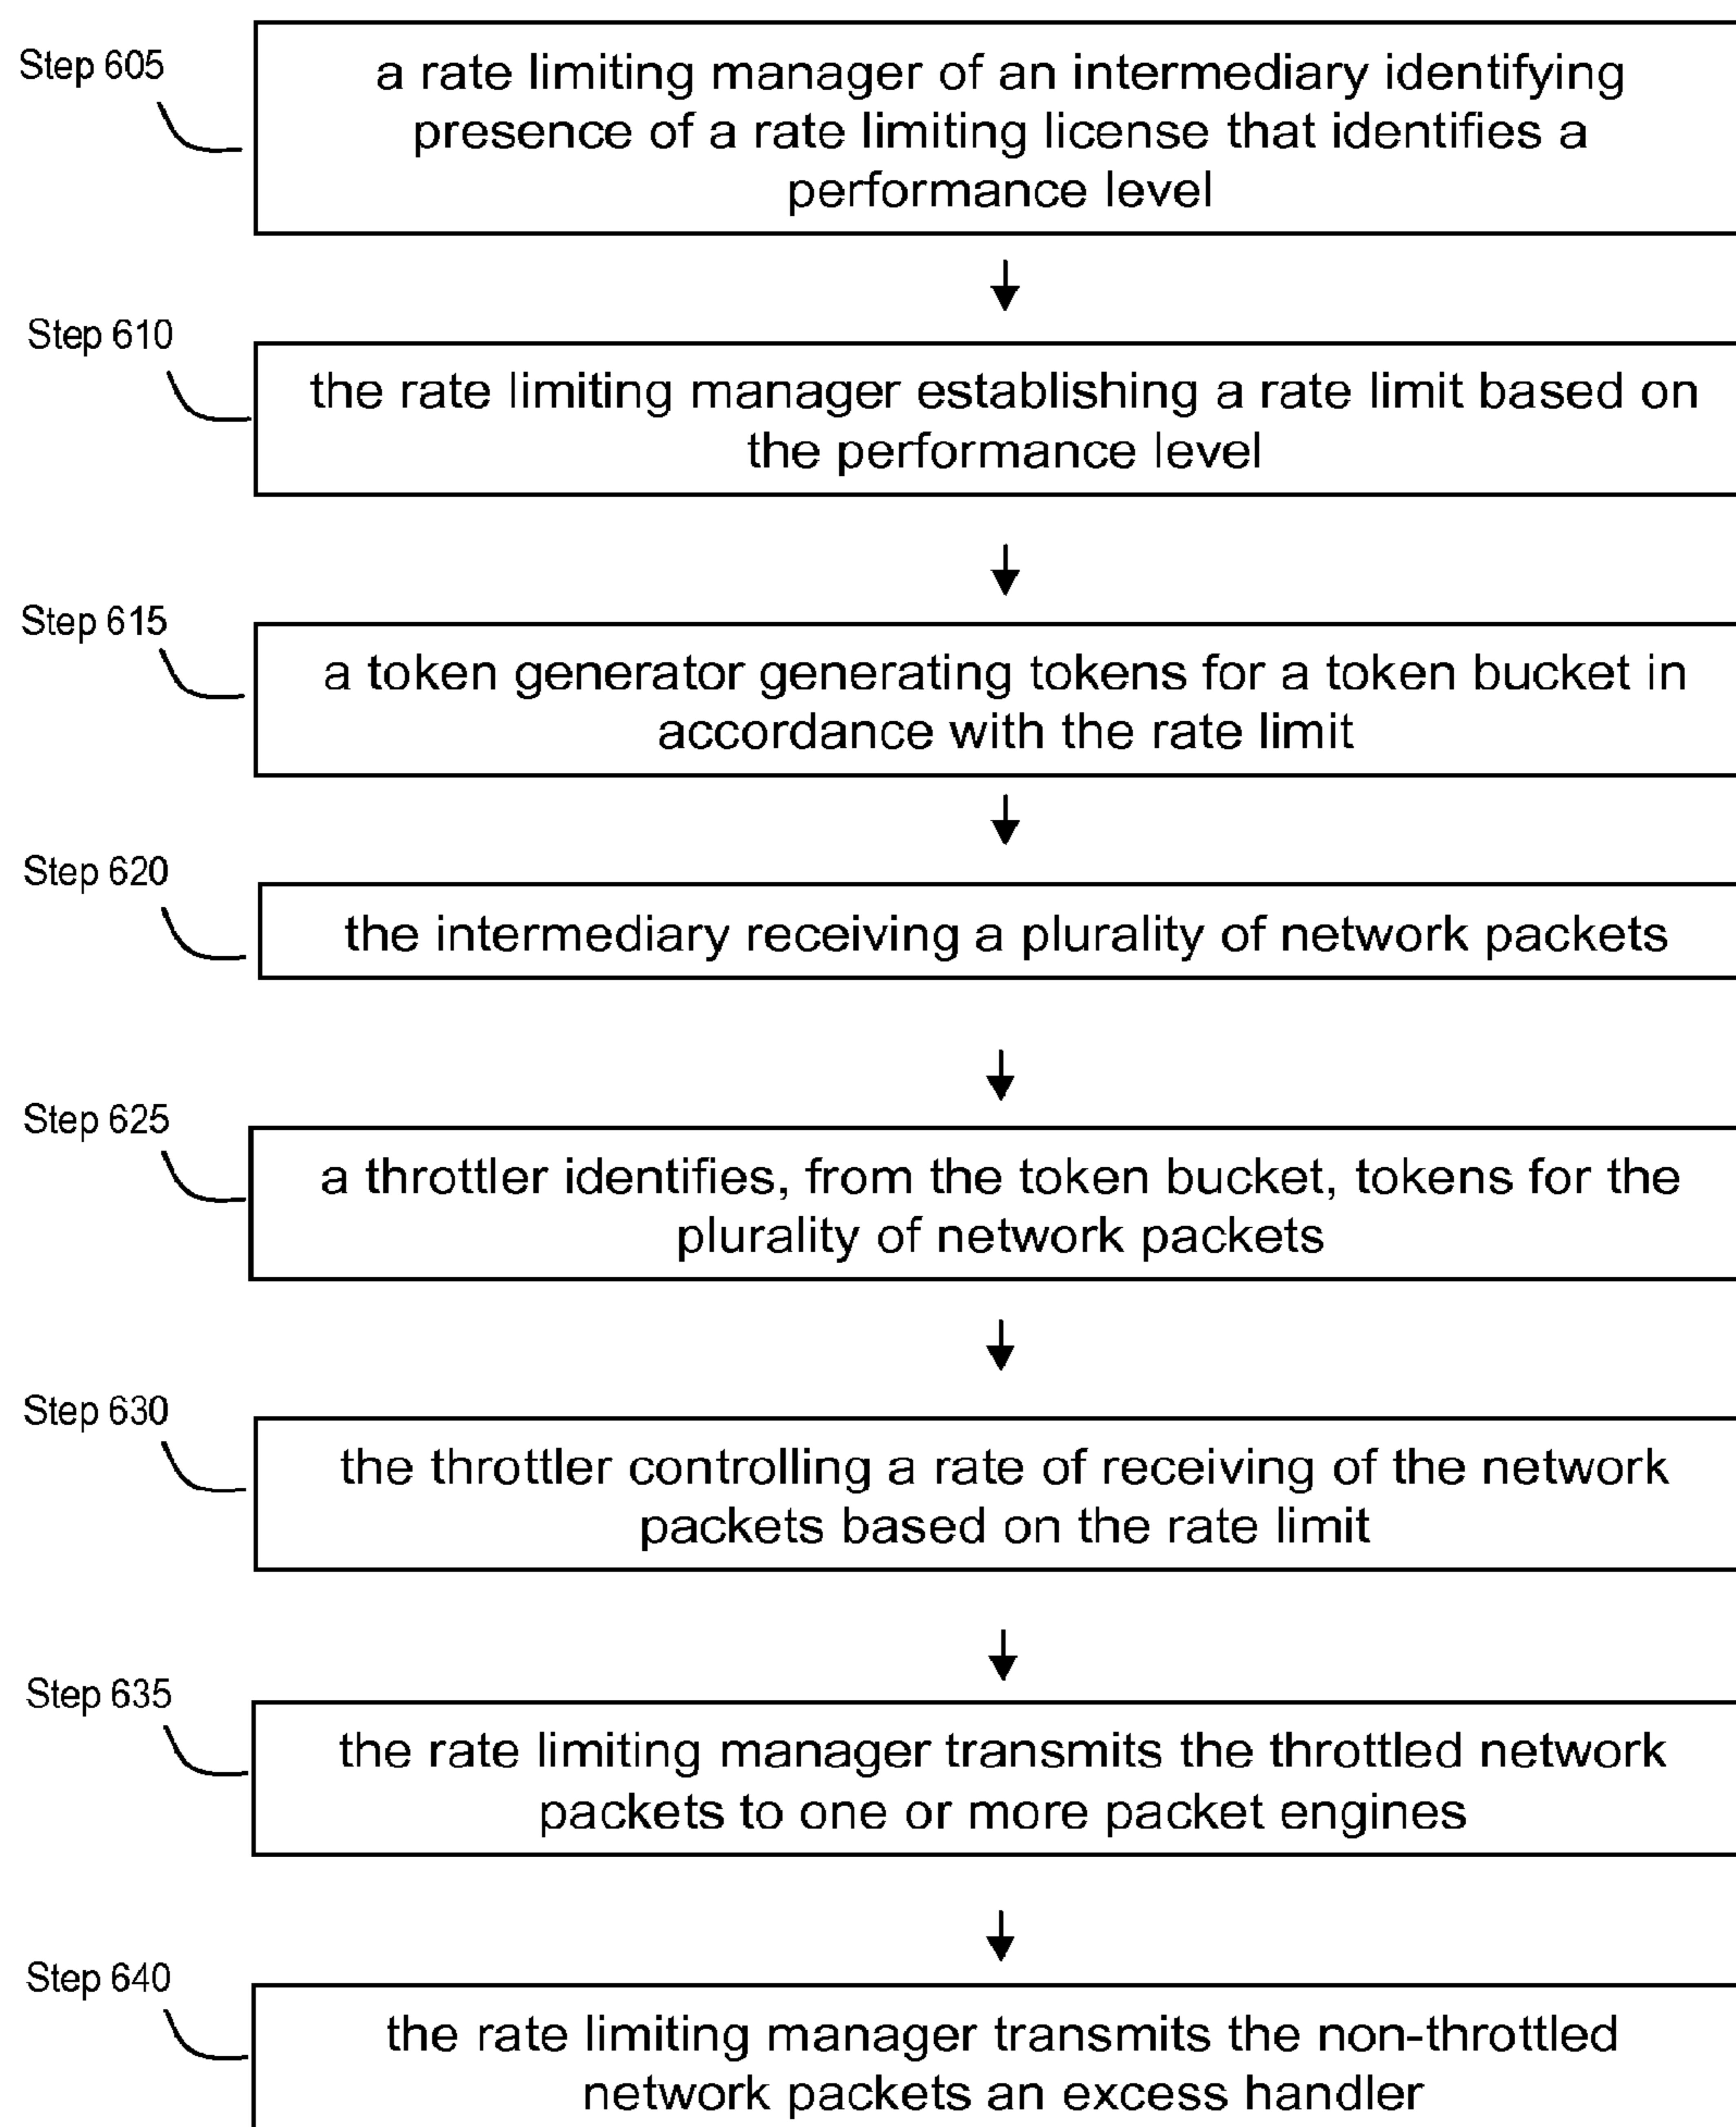 Step 605
a rate limiting manager of an intermediary identifying
presence of a rate limiting license that identifies a
performance level
Step 610
the rate limiting manager establishing a rate limit based on
the performance level
Step 615
a token generator generating tokens for a token bucket in
accordance with the rate limit
Step 620
the intermediary receiving a plurality of network packets
Step 625
a throttler identifies, from the token bucket, tokens for the
plurality of network packets
Step 630
the throttler controlling a rate of receiving of the network
packets based on the rate limit
Step 635
the rate limiting manager transmits the throttled network
packets to one or more packet engines
Step 640
the rate limiting manager transmits the non-throttled
network packets an excess handler